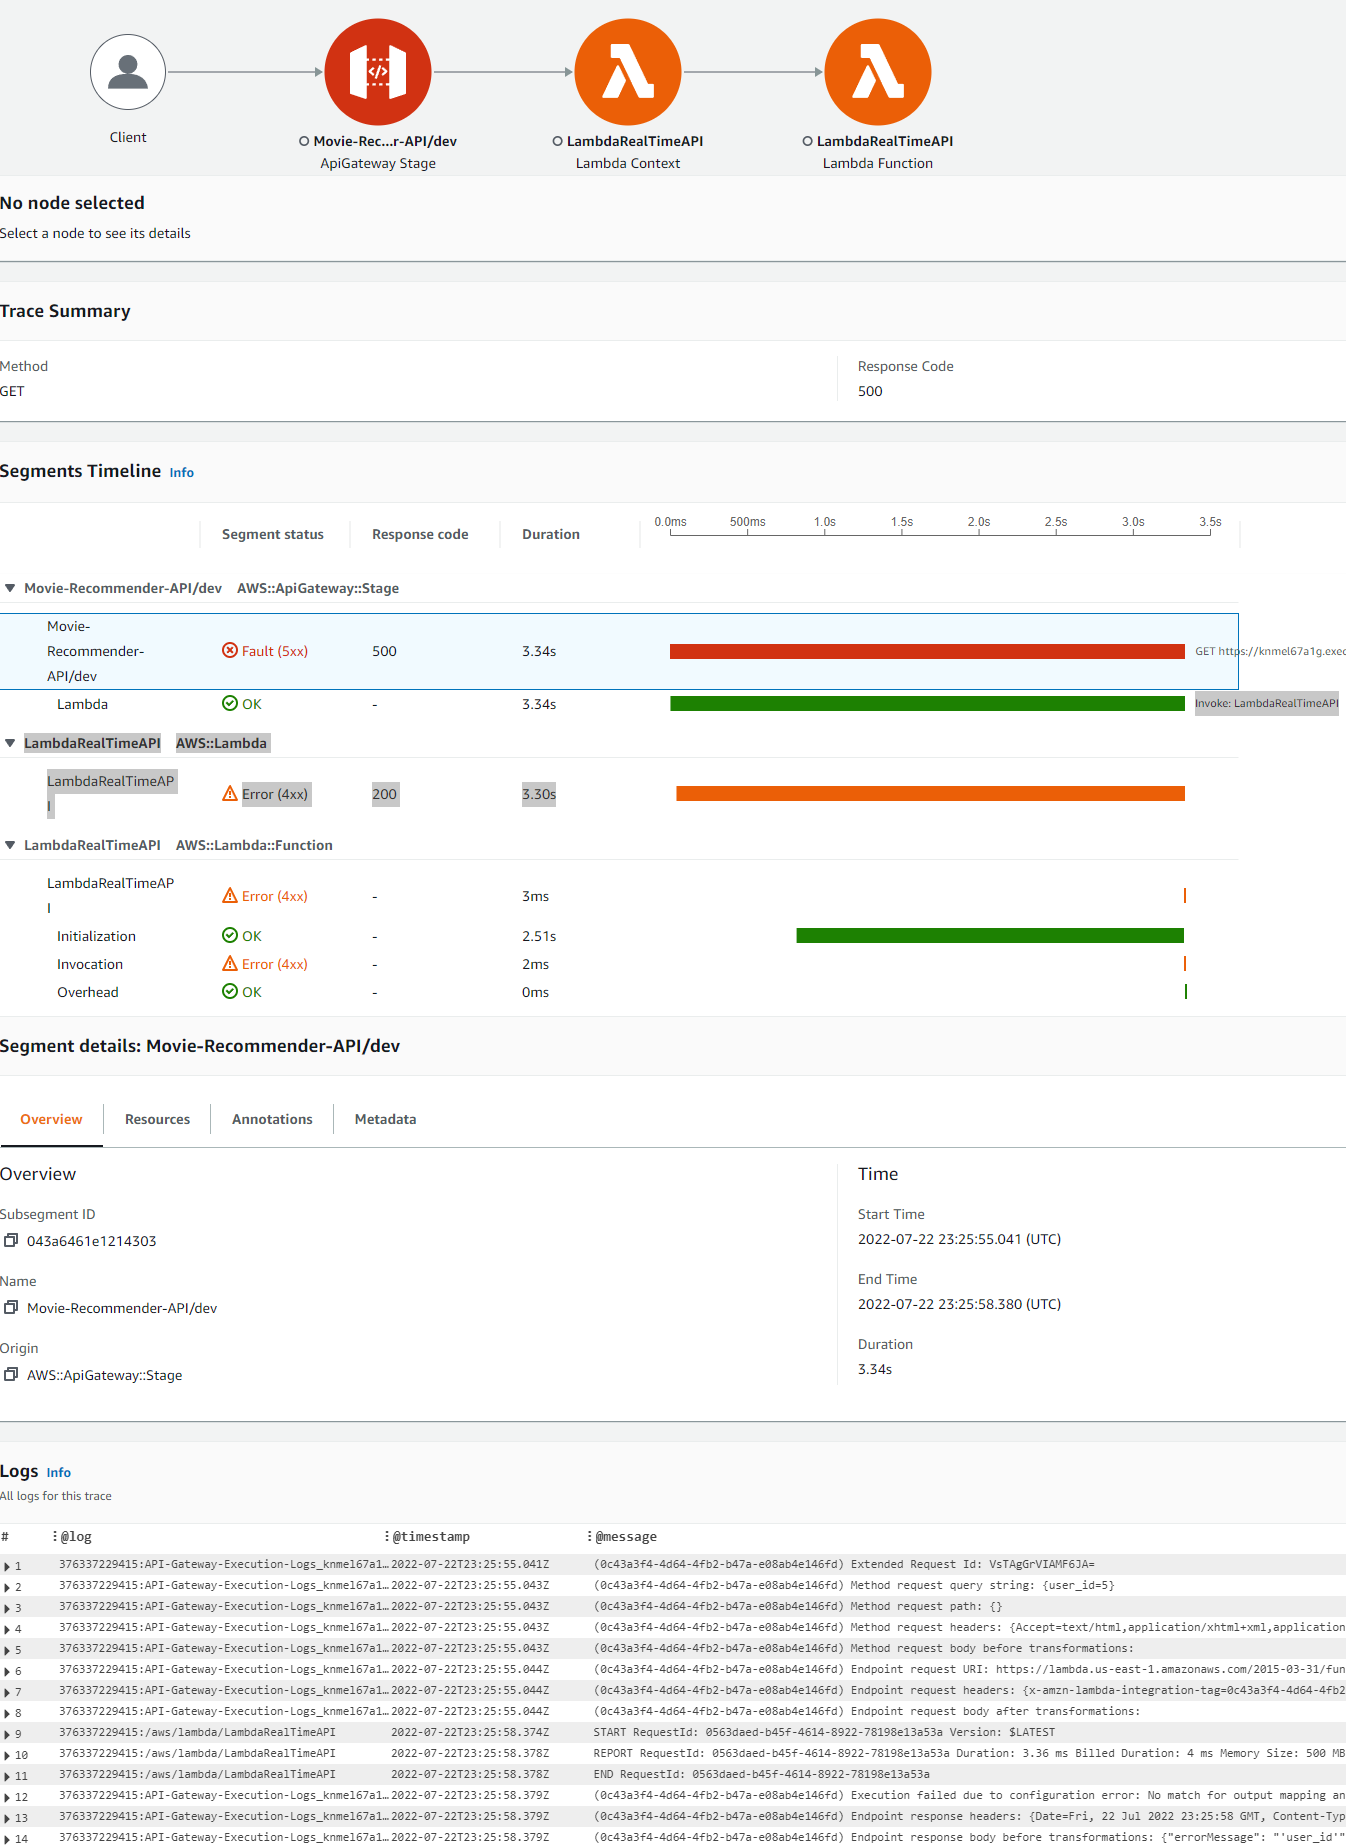 Client
Movie-Rec...r-API/dev
ApiGateway Stage
LambdaRealTimeAPI
Lambda Context
LambdaRealTimeAPI
Lambda Function
No node selected
Select a node to see its details
Trace Summary
Method
GET
Response Code
500
Segments Timeline Info
Segment status Response code Duration 0.0ms 500ms 1.0s 1.5s 2.0s 2.5s 3.0s 3.5s
Movie-Recommender-API/dev AWS::ApiGateway::Stage
Movie-
Recommender-
API/dev
Fault (5xx) 500 3.34s GET https://knmel67a1g.exec
Lambda OK - 3.34s Invoke: LambdaRealTimeAPI
LambdaRealTimeAPI AWS::Lambda
LambdaRealTimeAP
I
Error (4xx) 200 3.30s
LambdaRealTimeAPI AWS::Lambda::Function
LambdaRealTimeAP
I
Error (4xx) - 3ms
Initialization OK - 2.51s
Invocation Error (4xx) - 2ms
Overhead OK - 0ms
Segment details: Movie-Recommender-API/dev
Overview Resources Annotations Metadata
Overview
Subsegment ID
043a6461e1214303
Name
Movie-Recommender-API/dev
Origin
AWS::ApiGateway::Stage
Time
Start Time
2022-07-22 23:25:55.041 (UTC)
End Time
2022-07-22 23:25:58.380 (UTC)
Duration
3.34s
Logs Info
All logs for this trace
# @log @timestamp @message
1 376337229415:API-Gateway-Execution-Logs_knmel67a1… 2022-07-22T23:25:55.041Z (0c43a3f4-4d64-4fb2-b47a-e08ab4e146fd) Extended Request Id: VsTAgGrVIAMF6JA=
2 376337229415:API-Gateway-Execution-Logs_knmel67a1… 2022-07-22T23:25:55.043Z (0c43a3f4-4d64-4fb2-b47a-e08ab4e146fd) Method request query string: {user_id=5}
3 376337229415:API-Gateway-Execution-Logs_knmel67a1… 2022-07-22T23:25:55.043Z (0c43a3f4-4d64-4fb2-b47a-e08ab4e146fd) Method request path: {}
4 376337229415:API-Gateway-Execution-Logs_knmel67a1… 2022-07-22T23:25:55.043Z (0c43a3f4-4d64-4fb2-b47a-e08ab4e146fd) Method request headers: {Accept=text/html,application/xhtml+xml,application
5 376337229415:API-Gateway-Execution-Logs_knmel67a1… 2022-07-22T23:25:55.043Z (0c43a3f4-4d64-4fb2-b47a-e08ab4e146fd) Method request body before transformations:
6 376337229415:API-Gateway-Execution-Logs_knmel67a1… 2022-07-22T23:25:55.044Z (0c43a3f4-4d64-4fb2-b47a-e08ab4e146fd) Endpoint request URI: https://lambda.us-east-1.amazonaws.com/2015-03-31/fun
7 376337229415:API-Gateway-Execution-Logs_knmel67a1… 2022-07-22T23:25:55.044Z (0c43a3f4-4d64-4fb2-b47a-e08ab4e146fd) Endpoint request headers: {x-amzn-lambda-integration-tag=0c43a3f4-4d64-4fb2
8 376337229415:API-Gateway-Execution-Logs_knmel67a1… 2022-07-22T23:25:55.044Z (0c43a3f4-4d64-4fb2-b47a-e08ab4e146fd) Endpoint request body after transformations:
9 376337229415:/aws/lambda/LambdaRealTimeAPI 2022-07-22T23:25:58.374Z START RequestId: 0563daed-b45f-4614-8922-78198e13a53a Version: $LATEST
10 376337229415:/aws/lambda/LambdaRealTimeAPI 2022-07-22T23:25:58.378Z REPORT RequestId: 0563daed-b45f-4614-8922-78198e13a53a Duration: 3.36 ms Billed Duration: 4 ms Memory Size: 500 MB
11 376337229415:/aws/lambda/LambdaRealTimeAPI 2022-07-22T23:25:58.378Z END RequestId: 0563daed-b45f-4614-8922-78198e13a53a
12 376337229415:API-Gateway-Execution-Logs_knmel67a1… 2022-07-22T23:25:58.379Z (0c43a3f4-4d64-4fb2-b47a-e08ab4e146fd) Execution failed due to configuration error: No match for output mapping an
13 376337229415:API-Gateway-Execution-Logs_knmel67a1… 2022-07-22T23:25:58.379Z (0c43a3f4-4d64-4fb2-b47a-e08ab4e146fd) Endpoint response headers: {Date=Fri, 22 Jul 2022 23:25:58 GMT, Content-Typ
14 376337229415:API-Gateway-Execution-Logs_knmel67a1… 2022-07-22T23:25:58.379Z (0c43a3f4-4d64-4fb2-b47a-e08ab4e146fd) Endpoint response body before transformations: {"errorMessage": "'user_id'"